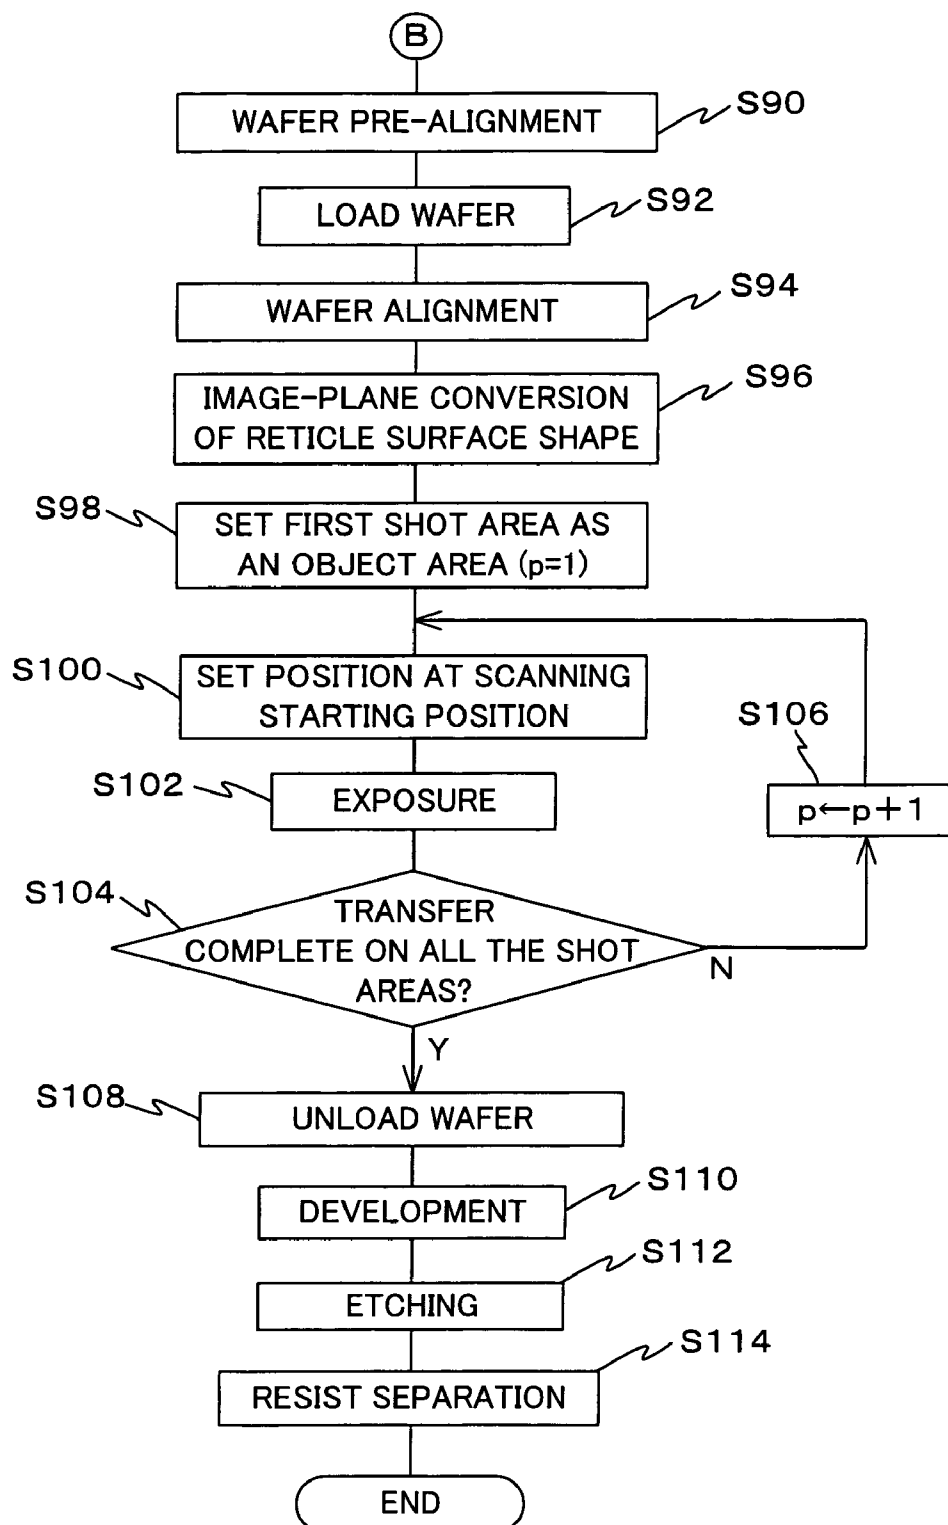 B
WAFER PRE-ALIGNMENT
S90
LOAD WAFER
S92
WAFER ALIGNMENT
S94
IMAGE-PLANE CONVERSION
OF RETICLE SURFACE SHAPE
S96
S98
SET FIRST SHOT AREA AS
AN OBJECT AREA (p=1)
S100
SET POSITION AT SCANNING
STARTING POSITION
S106
p←p+1
S102
EXPOSURE
S104
TRANSFER
COMPLETE ON ALL THE SHOT
AREAS?
N
Y
S108
UNLOAD WAFER
S110
DEVELOPMENT
S112
ETCHING
S114
RESIST SEPARATION
END